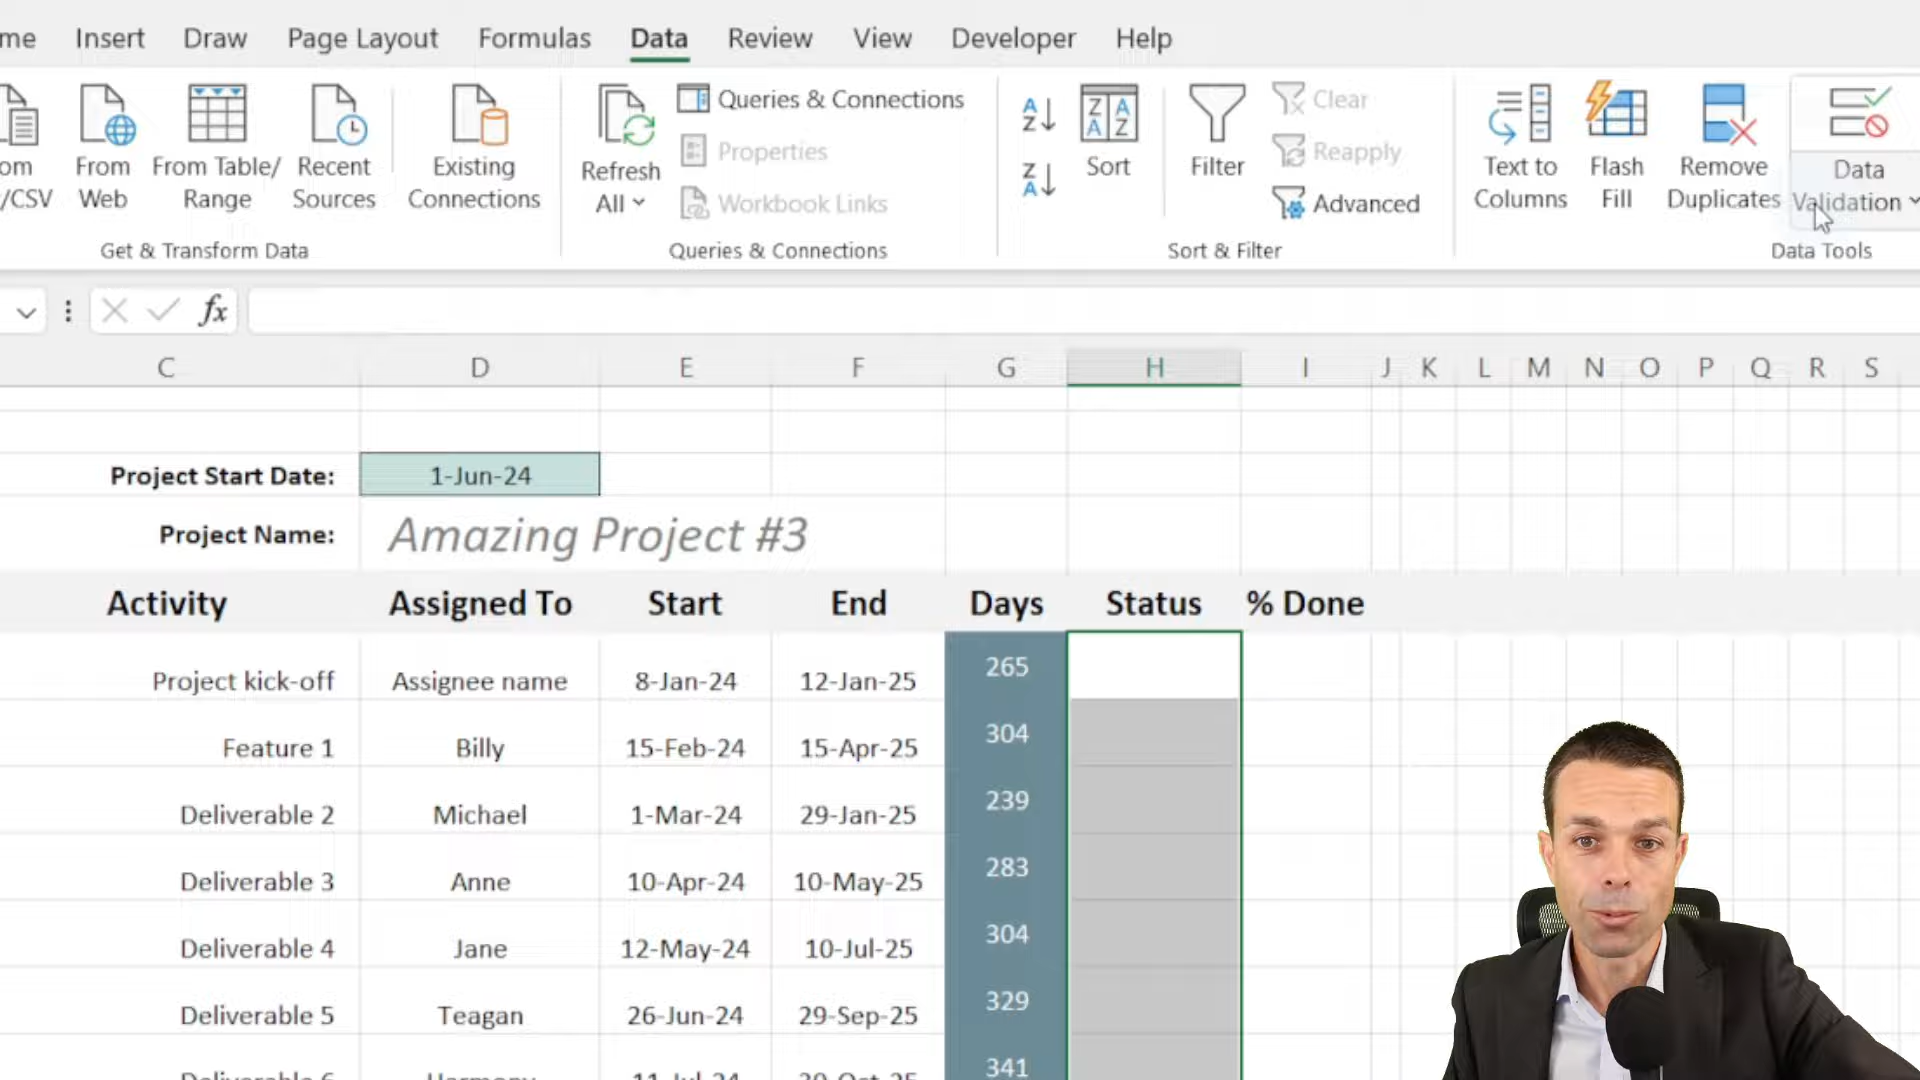 me Insert Draw Page Layout Formulas Data Review View Developer Help
om /CSV
From Web
From Table/ Range
Recent Sources
Existing Connections
Refresh All
Queries & Connections
Properties
Workbook Links
Sort
Filter
Clear
Reapply
Advanced
Text to Columns
Flash Fill
Remove Duplicates
Data Validation
Get & Transform Data Queries & Connections Sort & Filter Data Tools
fx
C D E F G H I J K L M N O P Q R S
Project Start Date: 1-Jun-24
Project Name: Amazing Project #3
Activity Assigned To Start End Days Status % Done
Project kick-off Assignee name 8-Jan-24 12-Jan-25 265
Feature 1 Billy 15-Feb-24 15-Apr-25 304
Deliverable 2 Michael 1-Mar-24 29-Jan-25 239
Deliverable 3 Anne 10-Apr-24 10-May-25 283
Deliverable 4 Jane 12-May-24 10-Jul-25 304
Deliverable 5 Teagan 26-Jun-24 29-Sep-25 329
Deliverable 6 Harmony 11-Jul-24 341